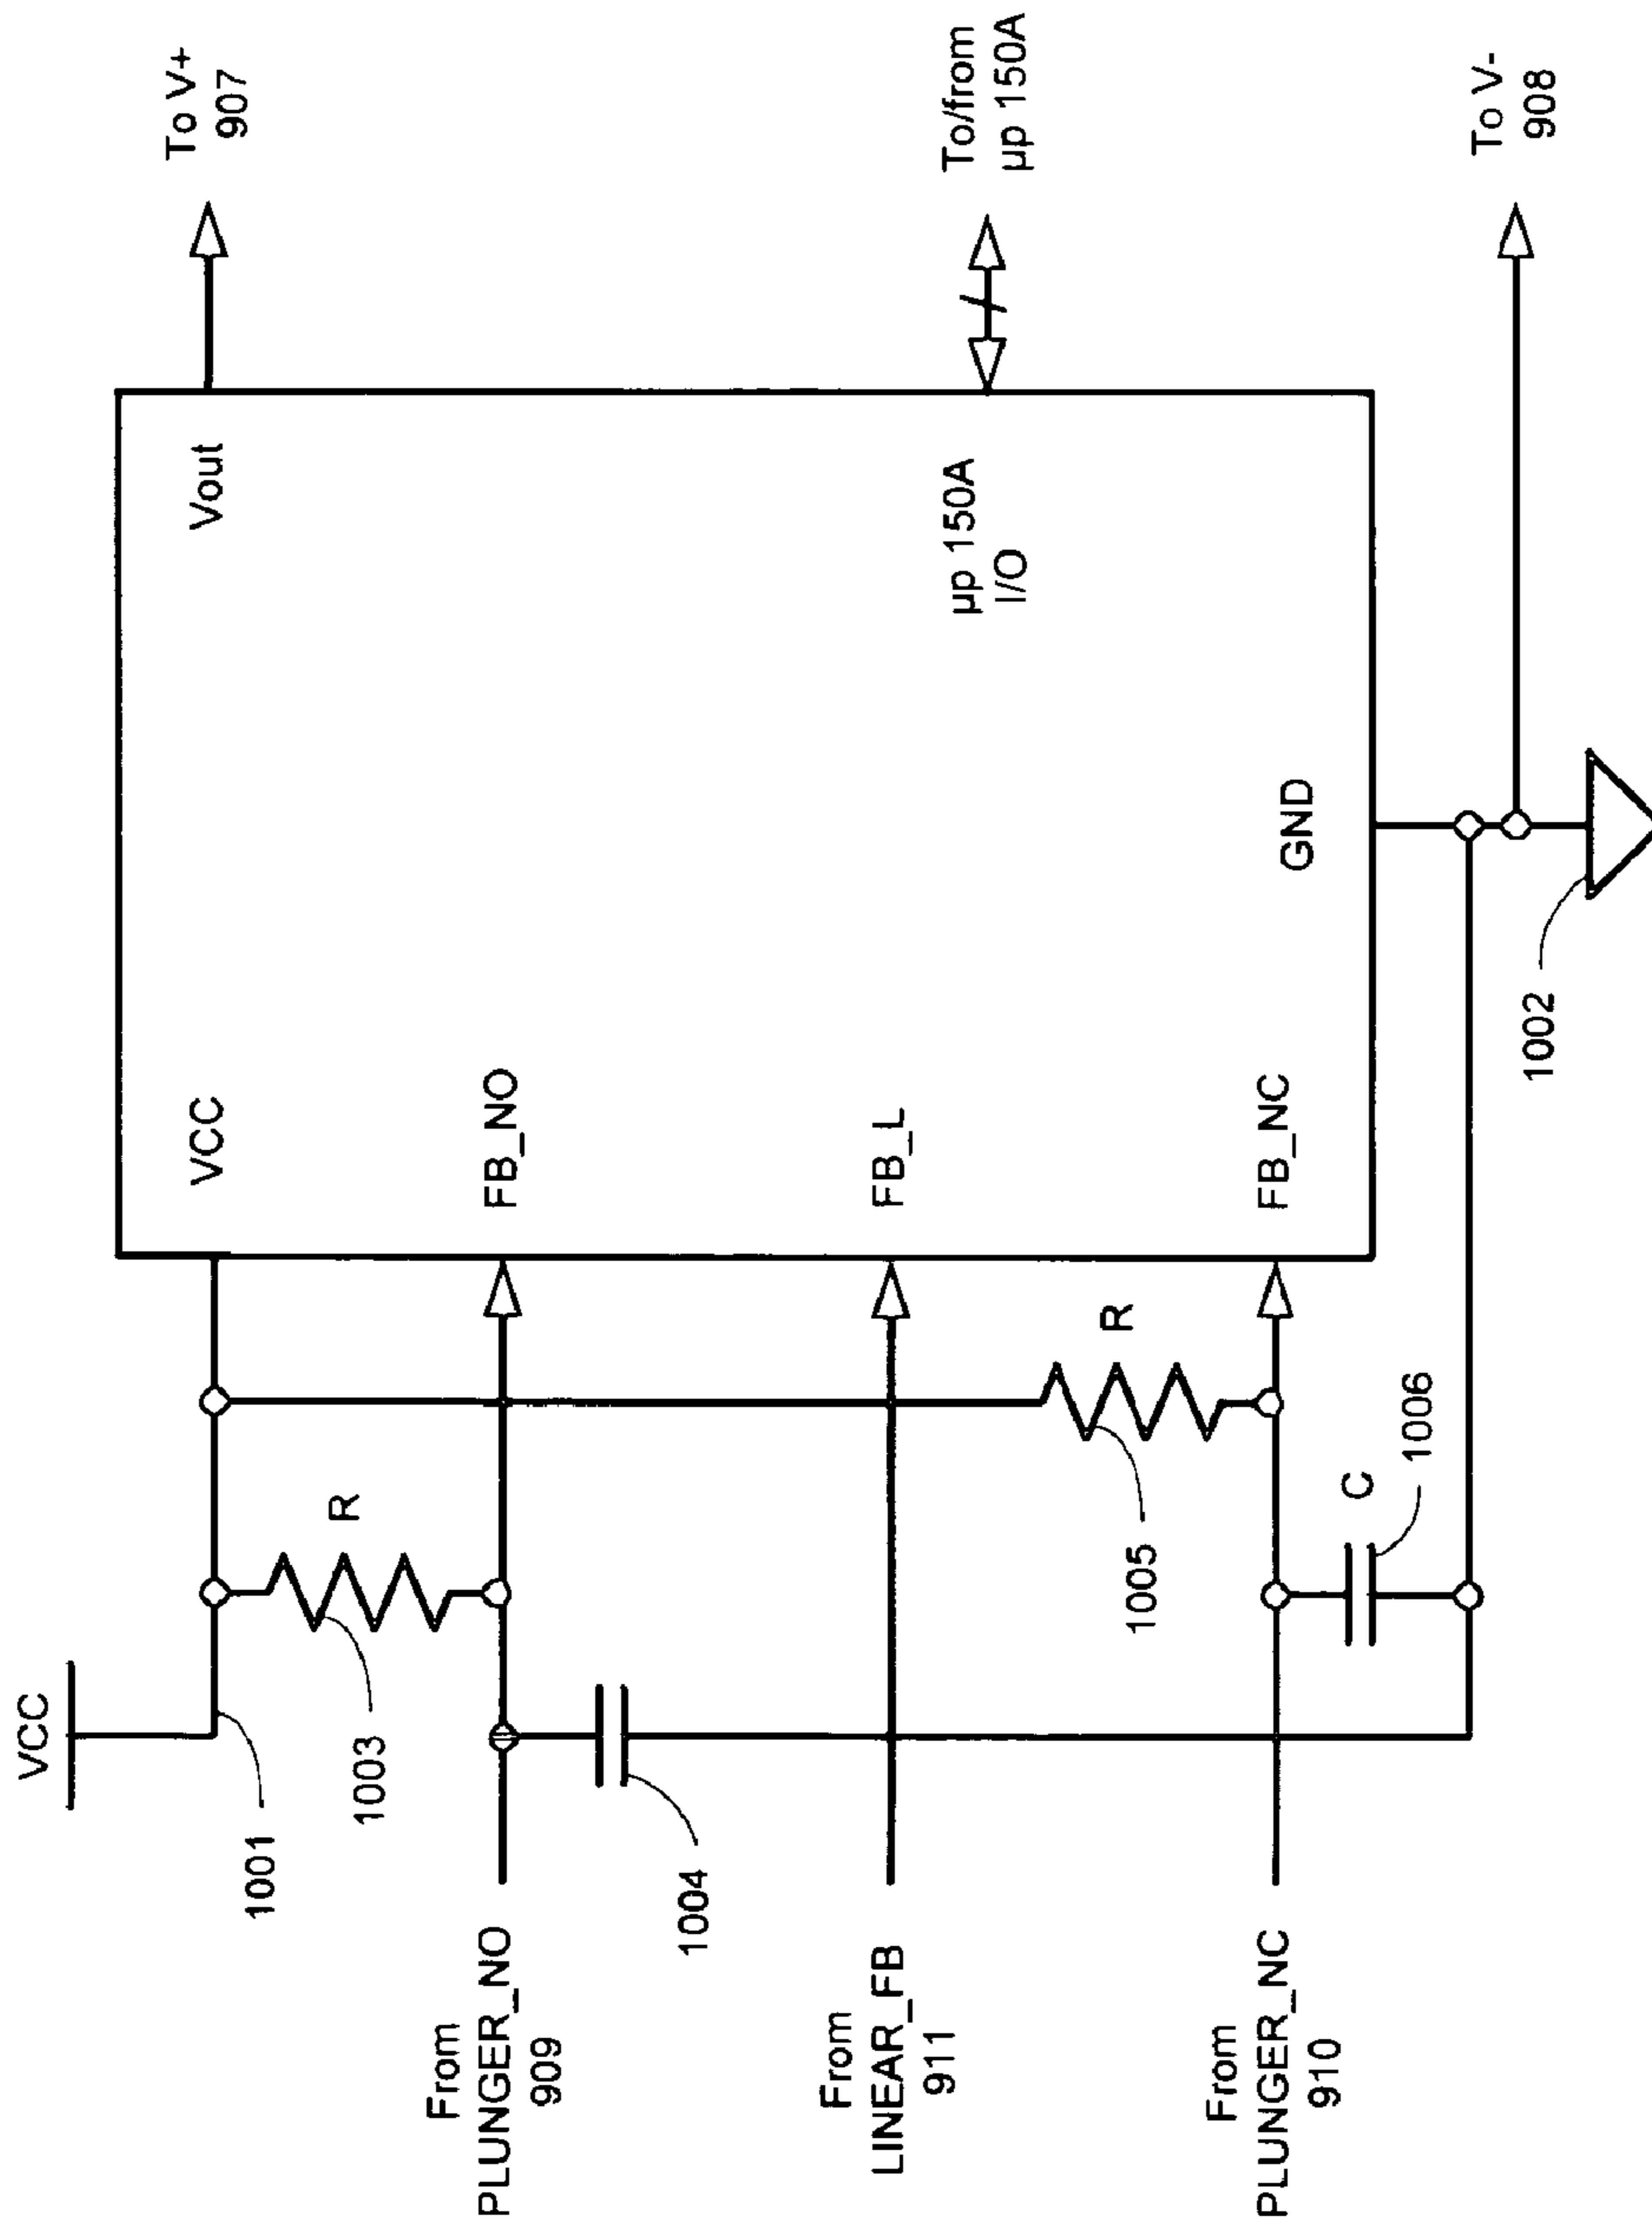 VCC
1001
R
1003
1004
From
PLUNGER_NO
909
From
LINEAR_FB
911
From
PLUNGER_NC
910
R
1005
C
1006
VCC
FB_NO
FB_L
FB_NC
GND
1002
Vout
µp 150A
I/O
To V+
907
To/from
µp 150A
To V-
908